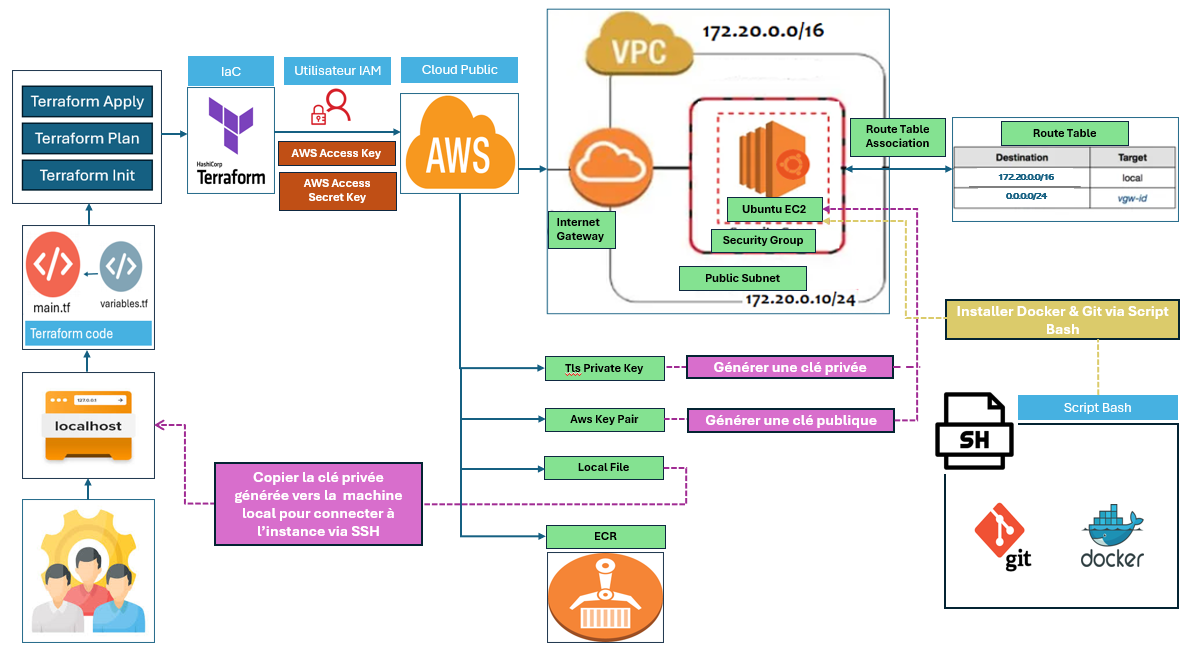 172.20.0.0/16
VPC
IaC
Utilisateur IAM
Cloud Public
Terraform Apply
Terraform Plan
Terraform Init
HashiCorp
Terraform
AWS Access Key
AWS Access
Secret Key
AWS
Internet
Gateway
Ubuntu EC2
Security Group
Public Subnet
172.20.0.10/24
Route Table
Association
Route Table
Destination
Target
172.20.0.0/16
local
0.0.0.0/24
vgw-id
main.tf
variables.tf
Terraform code
127.0.0.1
localhost
Installer Docker & Git via Script
Bash
Tls Private Key
Générer une clé privée
Aws Key Pair
Générer une clé publique
Local File
Copier la clé privée
générée vers la machine
local pour connecter à
l’instance via SSH
ECR
Script Bash
SH
git
docker